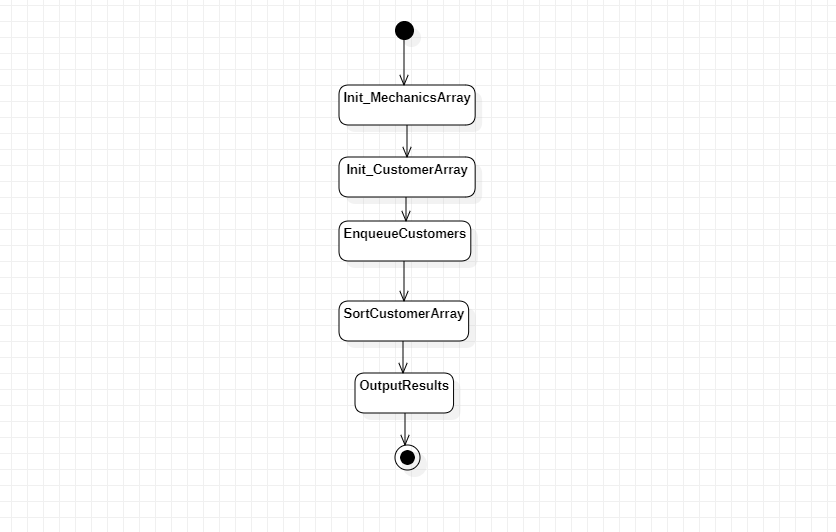 Init_MechanicsArray
Init_CustomerArray
EnqueueCustomers
SortCustomerArray
OutputResults